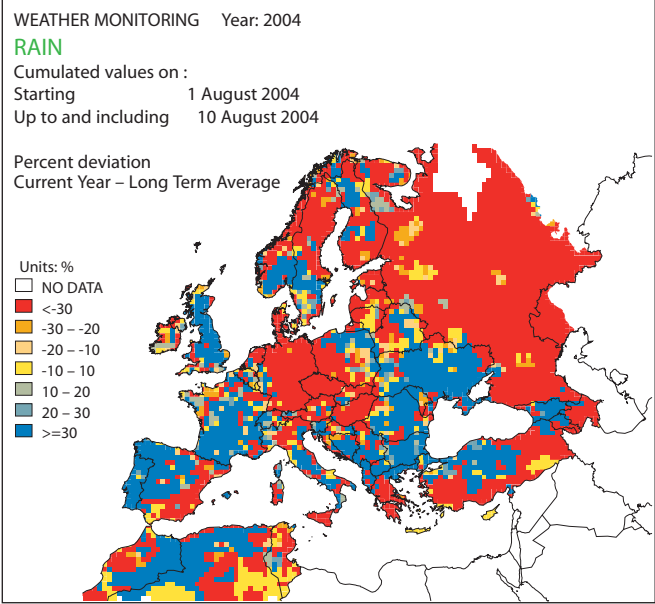 WEATHER MONITORING Year: 2004
RAIN
Cumulated values on :
Starting 1 August 2004
Up to and including 10 August 2004
Percent deviation
Current Year – Long Term Average
Units: %
NO DATA
<-30
-30 – -20
-20 – -10
-10 – 10
10 – 20
20 – 30
>=30